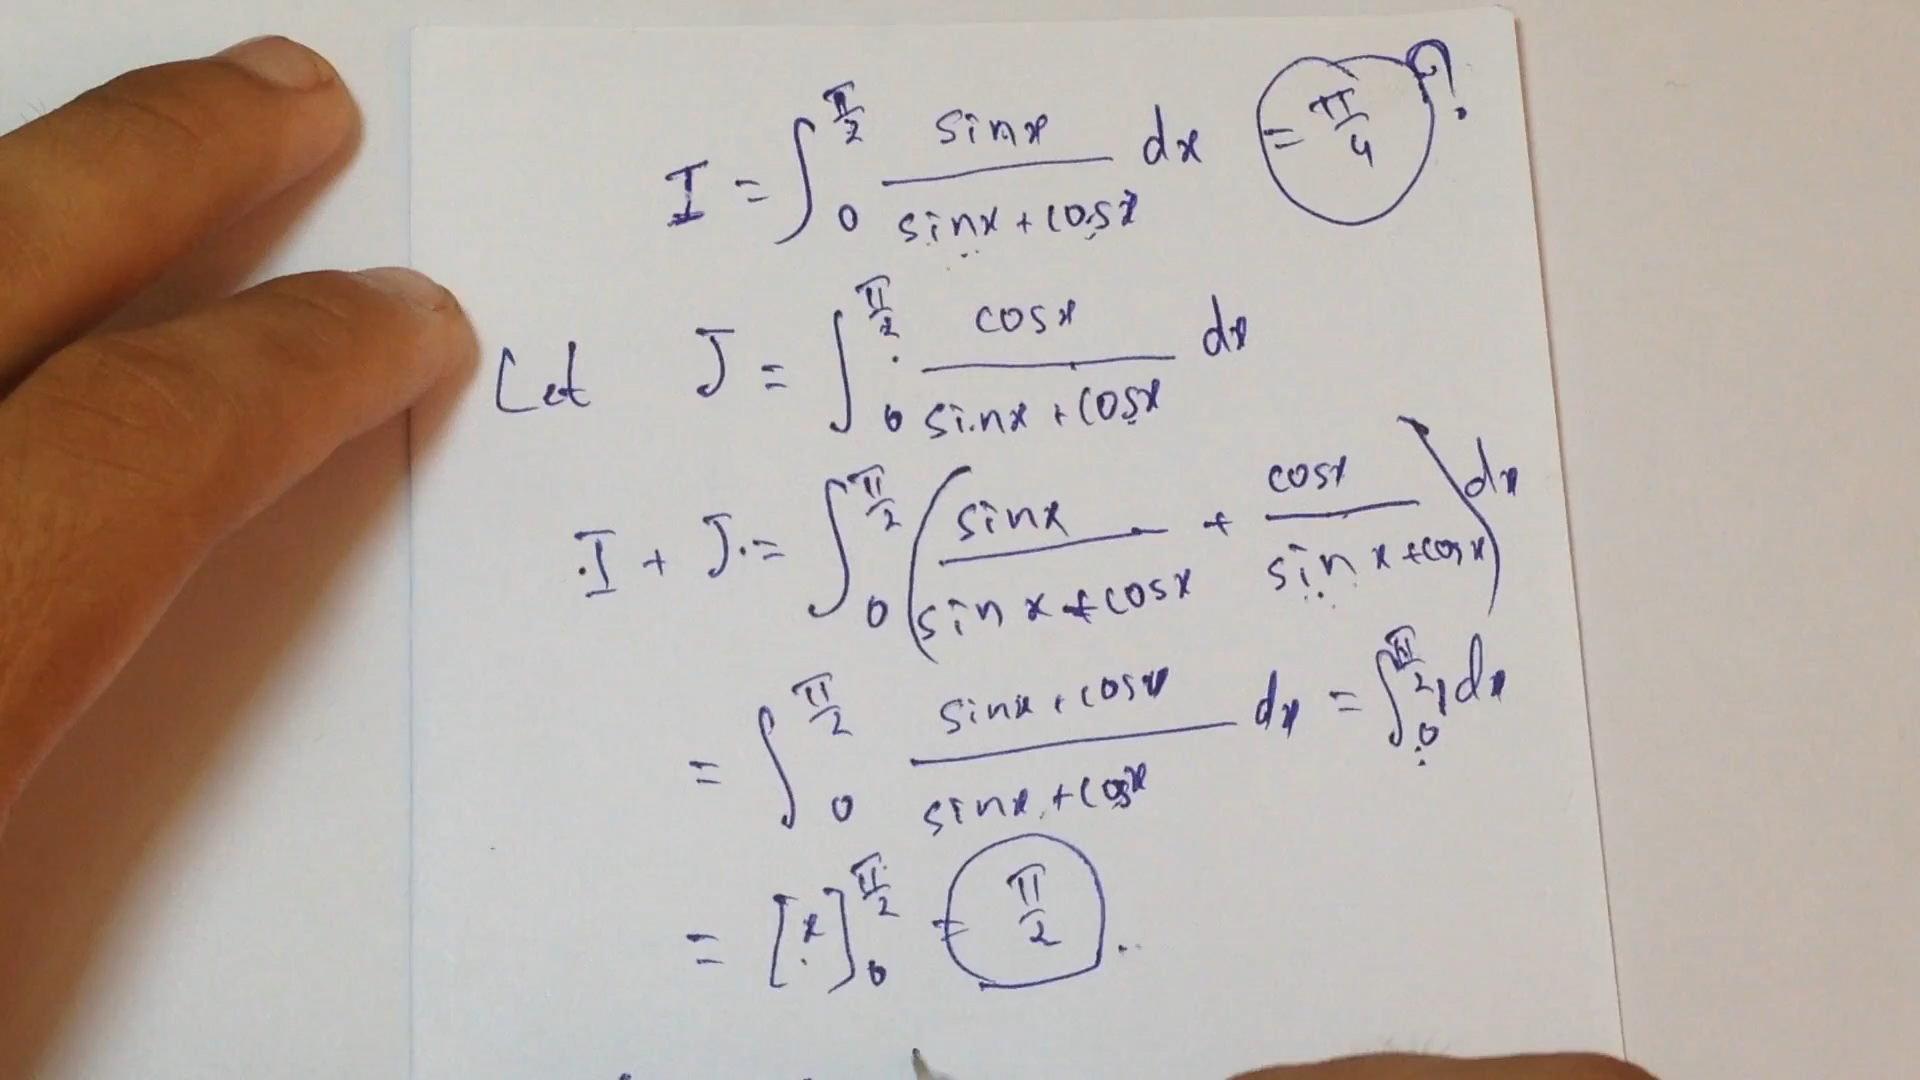 I = ∫₀^{π/2} sinx / (sinx + cosx) dx = π/4 ?
Let J = ∫₀^{π/2} cosx / (sinx + cosx) dx
I + J = ∫₀^{π/2} ( sinx / (sinx + cosx) + cosx / (sinx + cosx) ) dx
= ∫₀^{π/2} (sinx + cosx) / (sinx + cosx) dx = ∫₀^{π/2} 1 dx
= [x]₀^{π/2} = π/2